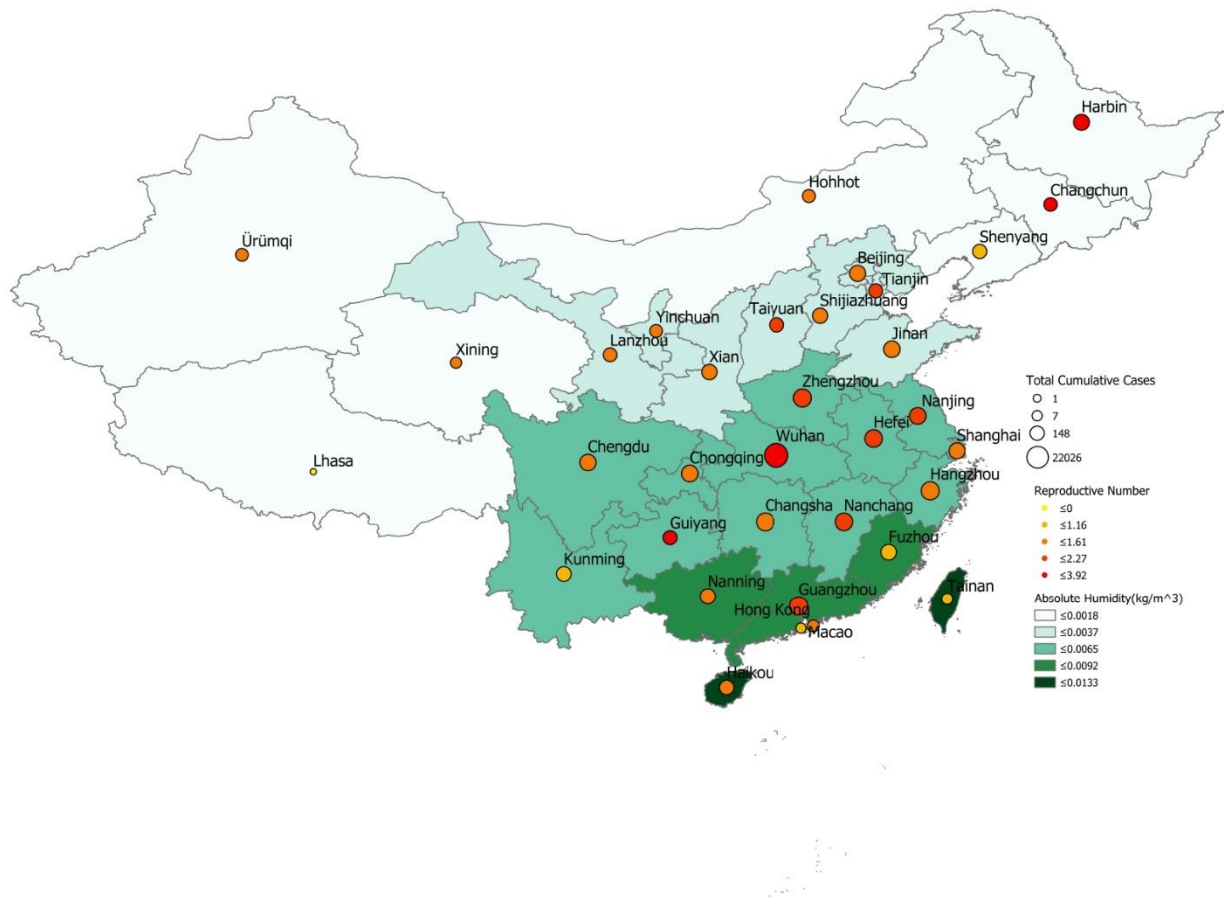 Harbin
Hohhot
Changchun
Ürümqi
Shenyang
Beijing
Tianjin
Taiyuan
Shijiazhuang
Yinchuan
Lanzhou
Xining
Xian
Jinan
Zhengzhou
Nanjing
Hefei
Wuhan
Shanghai
Chengdu
Chongqing
Lhasa
Hangzhou
Changsha
Nanchang
Guiyang
Fuzhou
Kunming
Nanning
Guangzhou
Tainan
Hong Kong
Macao
Haikou
Total Cumulative Cases
1
7
148
22026
Reproductive Number
≤0
≤1.16
≤1.61
≤2.27
≤3.92
Absolute Humidity(kg/m^3)
≤0.0018
≤0.0037
≤0.0065
≤0.0092
≤0.0133